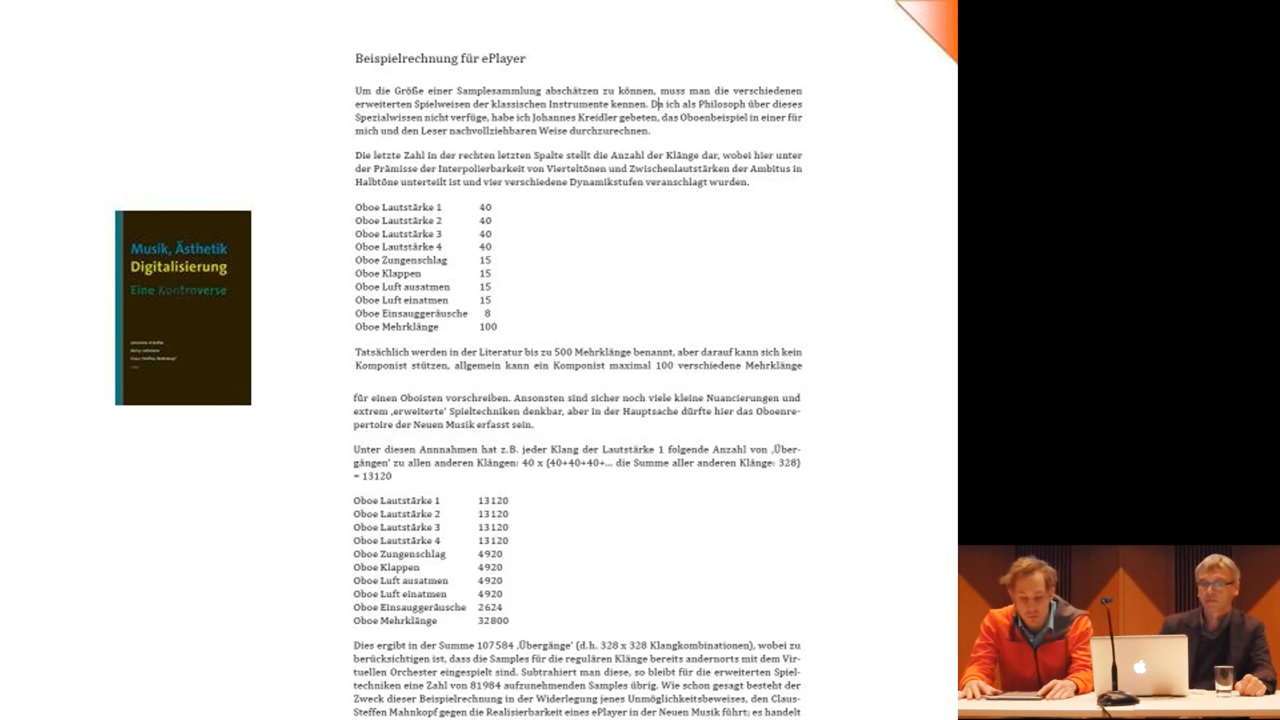 Beispielrechnung für ePlayer
Um die Größe einer Samplesammlung abschätzen zu können, muss man die verschiedenen
erweiterten Spielweisen der klassischen Instrumente kennen. Da ich als Philosoph über dieses
Spezialwissen nicht verfüge, habe ich Johannes Kreidler gebeten, das Oboenbeispiel in einer für
mich und den Leser nachvollziehbaren Weise durchzurechnen.
Die letzte Zahl in der rechten letzten Spalte stellt die Anzahl der Klänge dar, wobei hier unter
der Prämisse der Interpolierbarkeit von Vierteltönen und Zwischenlautstärken der Ambitus in
Halbtöne unterteilt ist und vier verschiedene Dynamikstufen veranschlagt wurden.
Oboe Lautstärke 1 40
Oboe Lautstärke 2 40
Oboe Lautstärke 3 40
Oboe Lautstärke 4 40
Oboe Zungenschlag 15
Oboe Klappen 15
Oboe Luft ausatmen 15
Oboe Luft einatmen 15
Oboe Einsauggeräusche 8
Oboe Mehrklänge 100
Tatsächlich werden in der Literatur bis zu 500 Mehrklänge benannt, aber darauf kann sich kein
Komponist stützen, allgemein kann ein Komponist maximal 100 verschiedene Mehrklänge
für einen Oboisten vorschreiben. Ansonsten sind sicher noch viele kleine Nuancierungen und
extrem ‚erweiterte' Spieltechniken denkbar, aber in der Hauptsache dürfte hier das Oboenre-
pertoire der Neuen Musik erfasst sein.
Unter diesen Annnahmen hat z.B. jeder Klang der Lautstärke 1 folgende Anzahl von ‚Über-
gängen' zu allen anderen Klängen: 40 x (40+40+40+... die Summe aller anderen Klänge: 328)
= 13120
Oboe Lautstärke 1 13120
Oboe Lautstärke 2 13120
Oboe Lautstärke 3 13120
Oboe Lautstärke 4 13120
Oboe Zungenschlag 4920
Oboe Klappen 4920
Oboe Luft ausatmen 4920
Oboe Luft einatmen 4920
Oboe Einsauggeräusche 2624
Oboe Mehrklänge 32800
Dies ergibt in der Summe 107584 ‚Übergänge' (d.h. 328 x 328 Klangkombinationen), wobei zu
berücksichtigen ist, dass die Samples für die regulären Klänge bereits andernorts mit dem Vir-
tuellen Orchester eingespielt sind. Subtrahiert man diese, so bleibt für die erweiterten Spiel-
techniken eine Zahl von 81984 aufzunehmenden Samples übrig. Wie schon gesagt besteht der
Zweck dieser Beispielrechnung in der Widerlegung jenes Unmöglichkeitsbeweises, den Claus-
Steffen Mahnkopf gegen die Realisierbarkeit eines ePlayer in der Neuen Musik führt; es handelt
Musik, Ästhetik
Digitalisierung
Eine Kontroverse